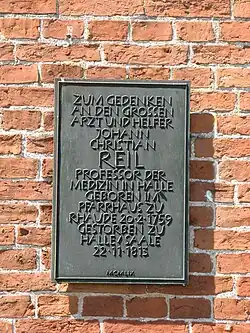 ZUM GEDENKEN
AN DEN GROSSEN
ARZT UND HELFER
JOHANN
CHRISTIAN
REIL
PROFESSOR DER
MEDIZIN IN HALLE
GEBOREN IM
PFARRHAUS ZU
RHAUDE 20·2·1759
GESTORBEN ZU
HALLE/SAALE
22·11·1813
MCMLIX